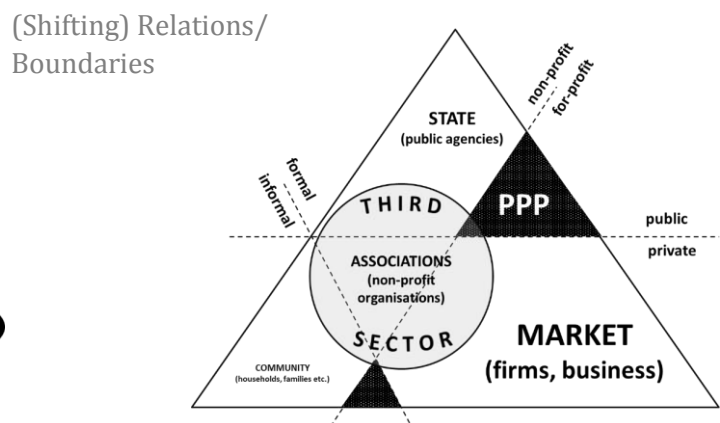 (Shifting) Relations/
Boundaries
non-profit
for-profit
STATE
(public agencies)
formal
informal
THIRD
PPP
public
private
ASSOCIATIONS
(non-profit
organisations)
SECTOR
MARKET
(firms, business)
COMMUNITY
(households, families etc.)